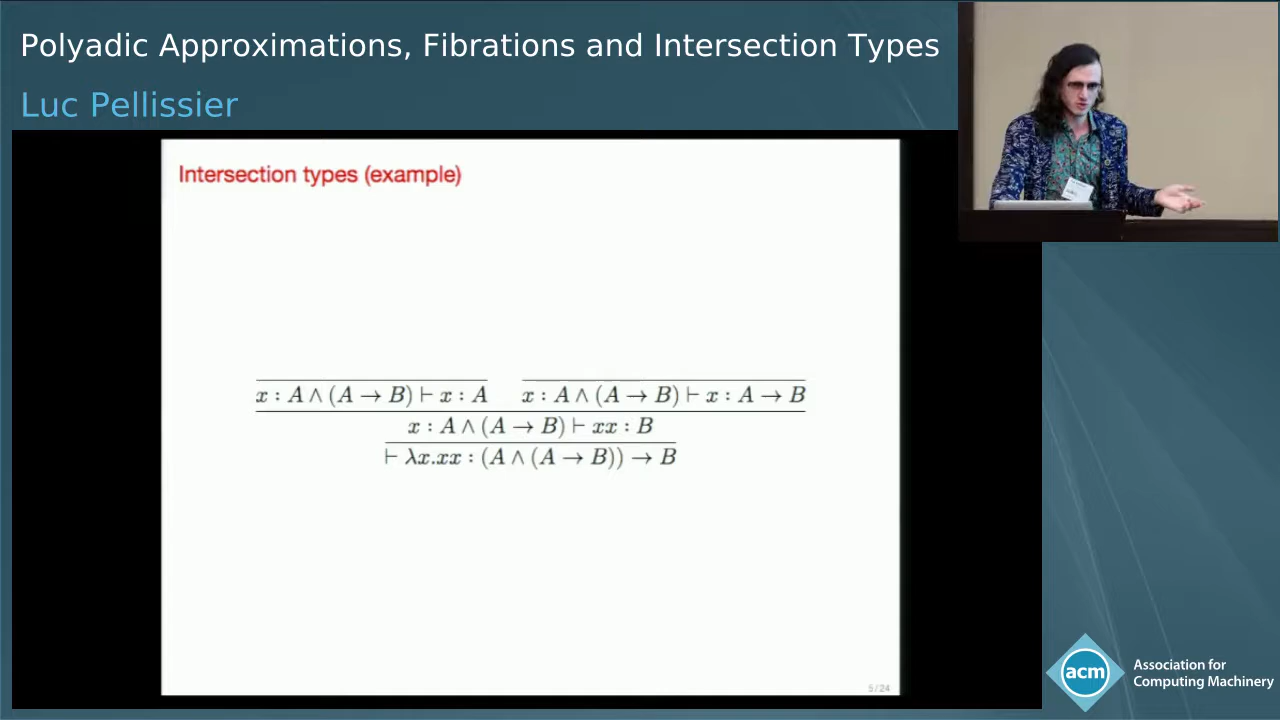 Polyadic Approximations, Fibrations and Intersection Types
Luc Pellissier
Intersection types (example)
x : A ∧ (A → B) ⊢ x : A    x : A ∧ (A → B) ⊢ x : A → B
x : A ∧ (A → B) ⊢ xx : B
⊢ λx.xx : (A ∧ (A → B)) → B
5/24
acm Association for
Computing Machinery